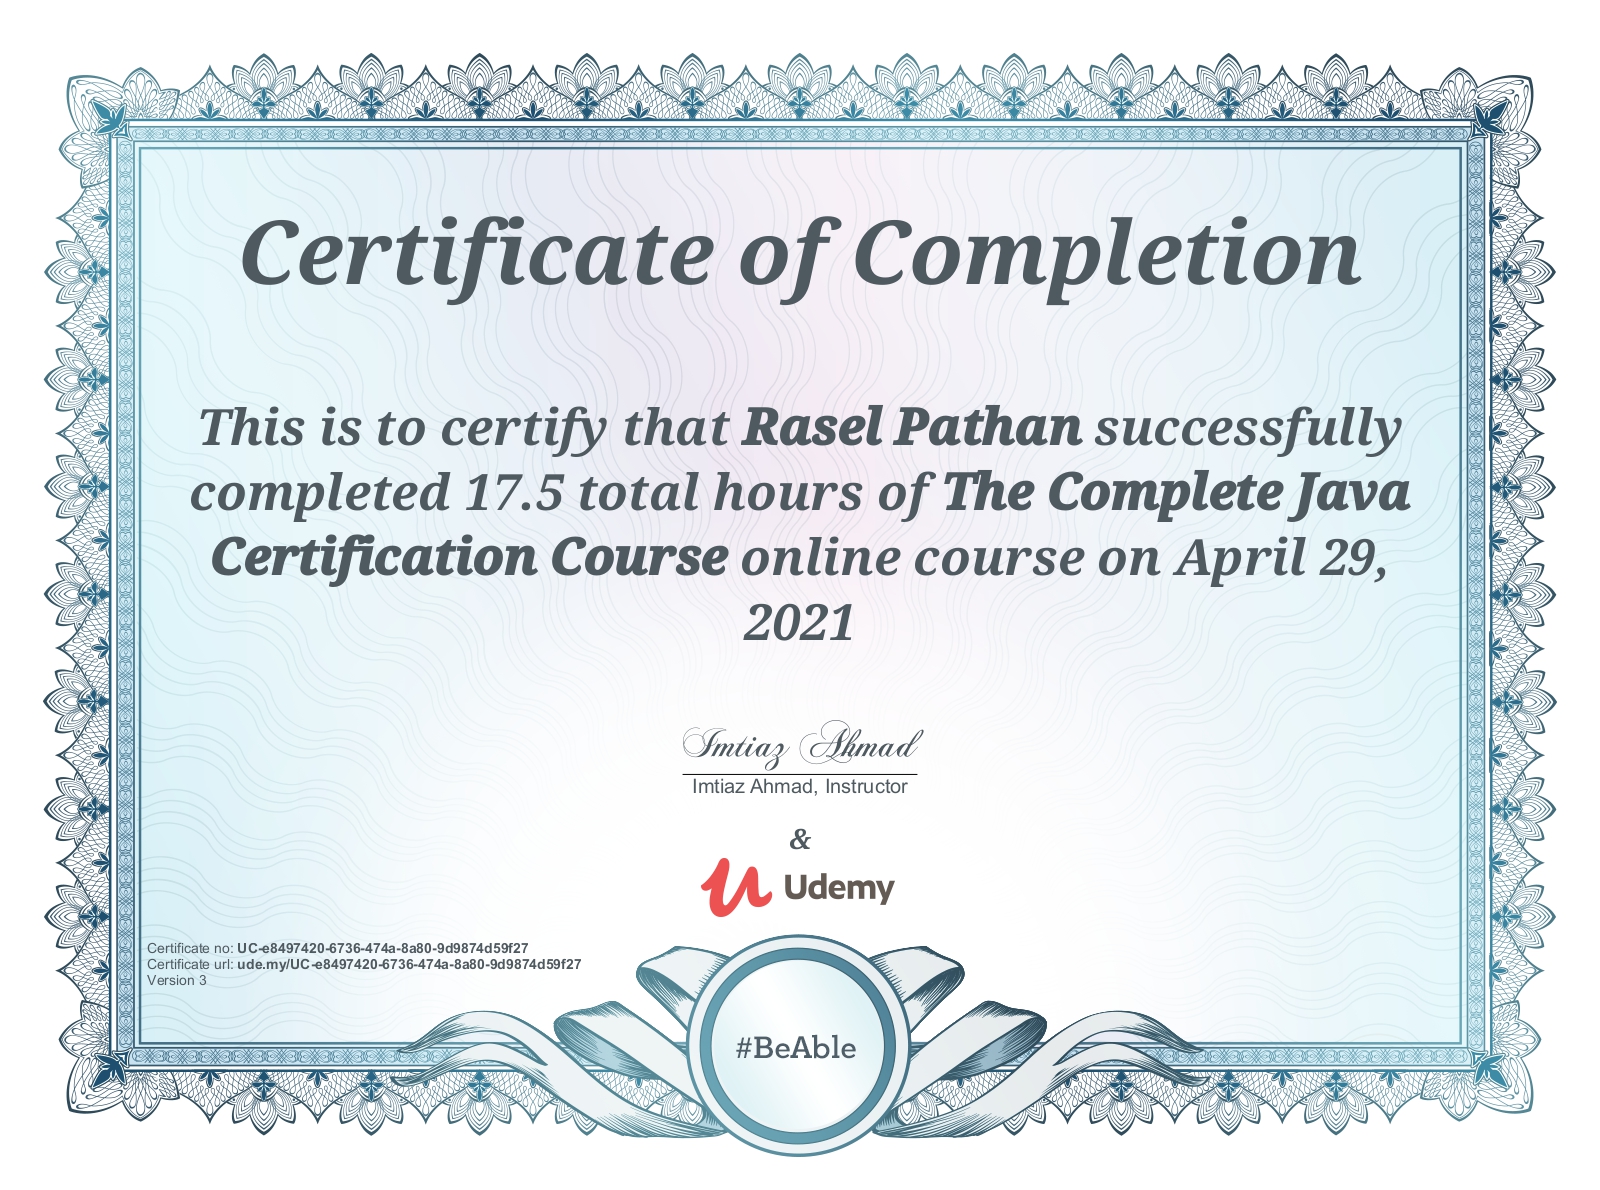 Certificate of Completion
This is to certify that Rasel Pathan successfully
completed 17.5 total hours of The Complete Java
Certification Course online course on April 29,
2021
Imtiaz Ahmad
Imtiaz Ahmad, Instructor
&
Udemy
Certificate no: UC-e8497420-6736-474a-8a80-9d9874d59f27
Certificate url: ude.my/UC-e8497420-6736-474a-8a80-9d9874d59f27
Version 3
#BeAble